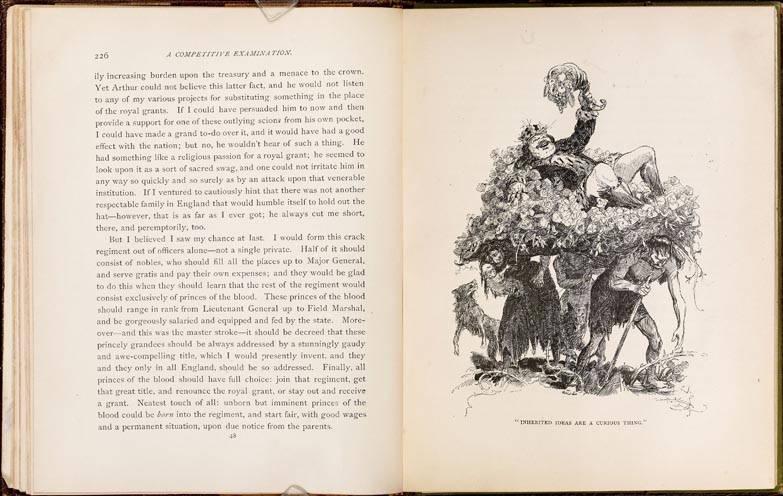 226 A COMPETITIVE EXAMINATION.
ily increasing burden upon the treasury and a menace to the crown.
Yet Arthur could not believe this latter fact, and he would not listen
to any of my various projects for substituting something in the place
of the royal grants. If I could have persuaded him to now and then
provide a support for one of these outlying scions from his own pocket,
I could have made a grand to-do over it, and it would have had a good
effect with the nation; but no, he wouldn't hear of such a thing. He
had something like a religious passion for a royal grant; he seemed to
look upon it as a sort of sacred swag, and one could not irritate him in
any way so quickly and so surely as by an attack upon that venerable
institution. If I ventured to cautiously hint that there was not another
respectable family in England that would humble itself to hold out the
hat—however, that is as far as I ever got; he always cut me short,
there, and peremptorily, too.
But I believed I saw my chance at last. I would form this crack
regiment out of officers alone—not a single private. Half of it should
consist of nobles, who should fill all the places up to Major General,
and serve gratis and pay their own expenses; and they would be glad
to do this when they should learn that the rest of the regiment would
consist exclusively of princes of the blood. These princes of the blood
should range in rank from Lieutenant General up to Field Marshal,
and be gorgeously salaried and equipped and fed by the state. More-
over—and this was the master stroke—it should be decreed that these
princely grandees should be always addressed by a stunningly gaudy
and awe-compelling title, which I would presently invent, and they
and they only in all England, should be so addressed. Finally, all
princes of the blood should have full choice: join that regiment, get
that great title, and renounce the royal grant, or stay out and receive
a grant. Neatest touch of all: unborn but imminent princes of the
blood could be born into the regiment, and start fair, with good wages
and a permanent situation, upon due notice from the parents.
48
"INHERITED IDEAS ARE A CURIOUS THING."